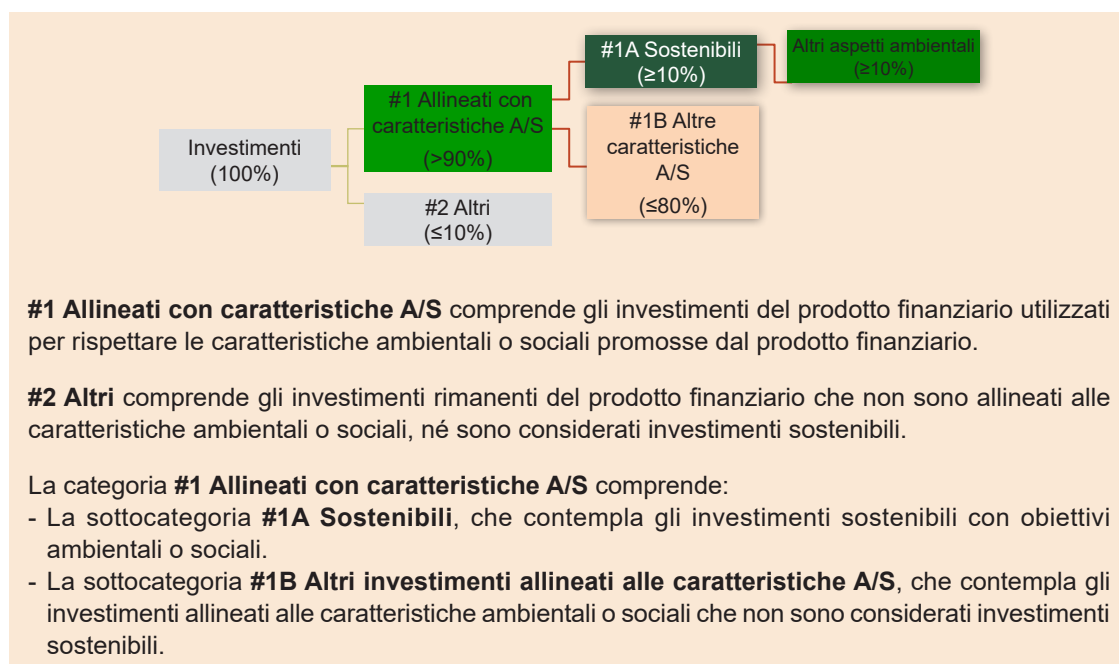 #1A Sostenibili
(≥10%)
Altri aspetti ambientali
(≥10%)
#1 Allineati con
caratteristiche A/S
(>90%)
#1B Altre
caratteristiche
A/S
(≤80%)
Investimenti
(100%)
#2 Altri
(≤10%)
#1 Allineati con caratteristiche A/S comprende gli investimenti del prodotto finanziario utilizzati
per rispettare le caratteristiche ambientali o sociali promosse dal prodotto finanziario.
#2 Altri comprende gli investimenti rimanenti del prodotto finanziario che non sono allineati alle
caratteristiche ambientali o sociali, né sono considerati investimenti sostenibili.
La categoria #1 Allineati con caratteristiche A/S comprende:
- La sottocategoria #1A Sostenibili, che contempla gli investimenti sostenibili con obiettivi
ambientali o sociali.
- La sottocategoria #1B Altri investimenti allineati alle caratteristiche A/S, che contempla gli
investimenti allineati alle caratteristiche ambientali o sociali che non sono considerati investimenti
sostenibili.